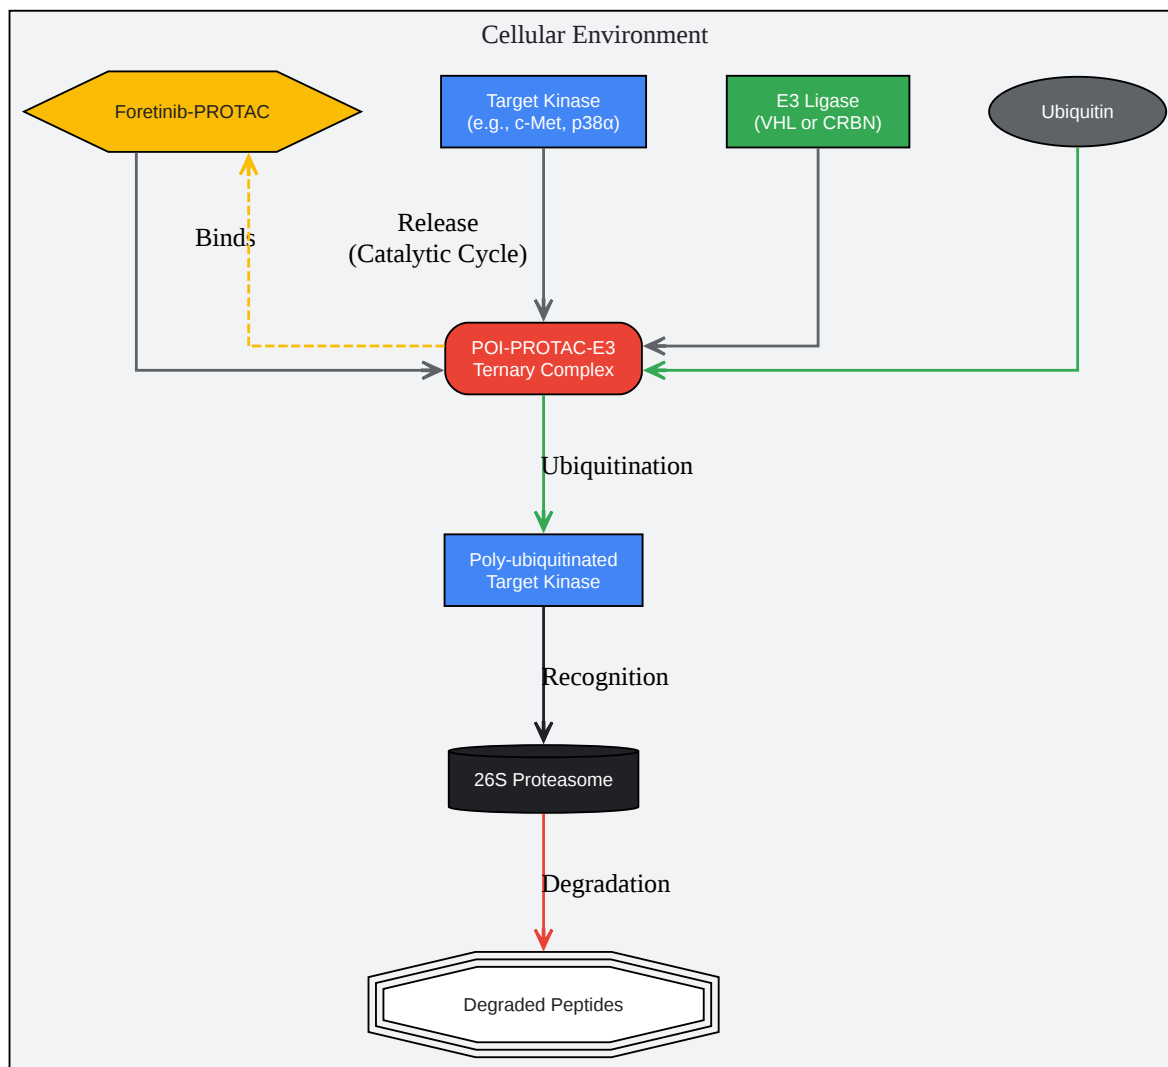 Cellular Environment
Foretinib-PROTAC
Target Kinase
(e.g., c-Met, p38α)
E3 Ligase
(VHL or CRBN)
Ubiquitin
Binds
Release
(Catalytic Cycle)
POI-PROTAC-E3
Ternary Complex
Ubiquitination
Poly-ubiquitinated
Target Kinase
Recognition
26S Proteasome
Degradation
Degraded Peptides